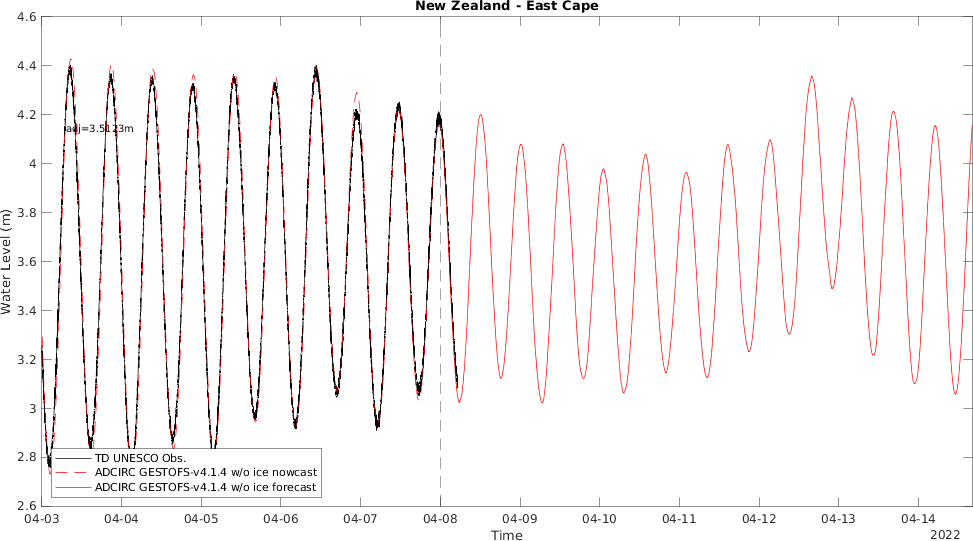 New Zealand - East Cape
4.6
4.4
4.2
4
3.8
3.6
3.4
3.2
3
2.8
2.6
Water Level (m)
adj=3.5123m
TD UNESCO Obs.
ADCIRC GESTOFS-v4.1.4 w/o ice nowcast
ADCIRC GESTOFS-v4.1.4 w/o ice forecast
04-03 04-04 04-05 04-06 04-07 04-08 04-09 04-10 04-11 04-12 04-13 04-14
Time
2022